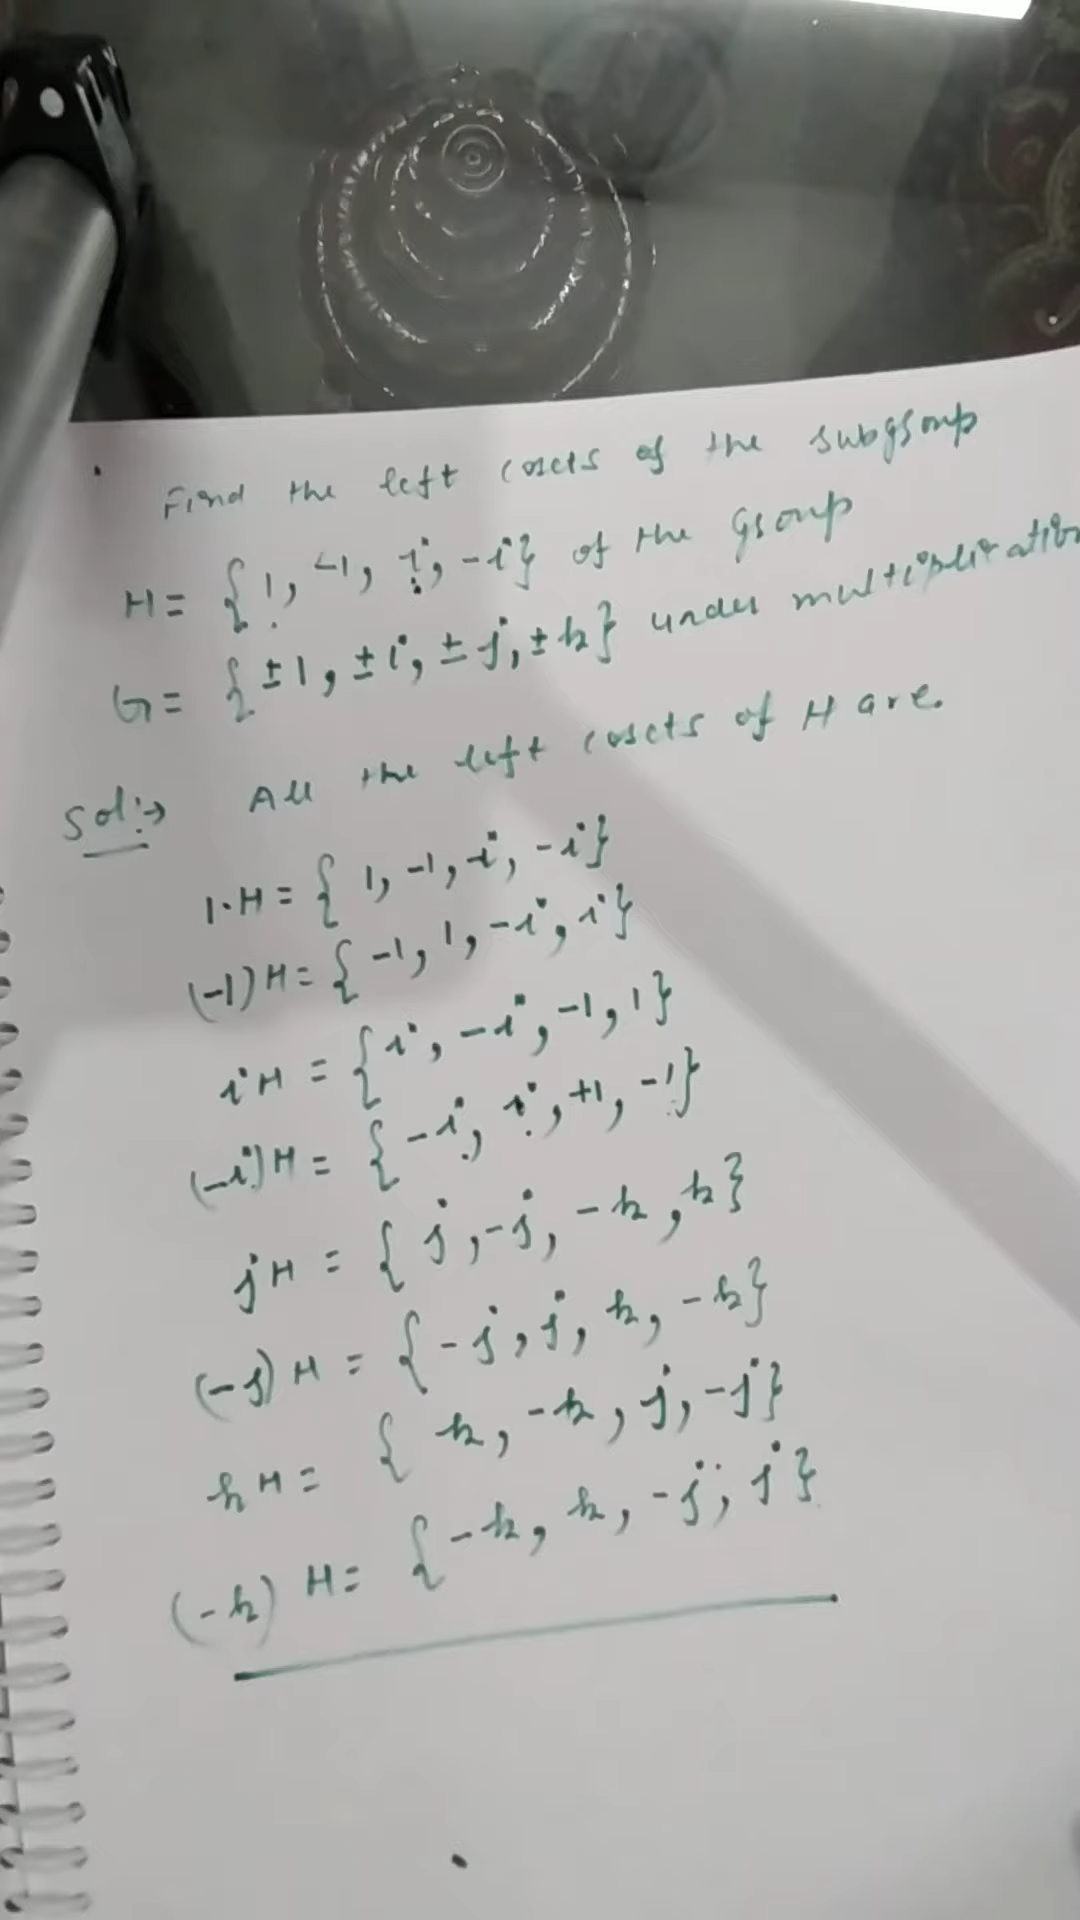 Find the left cosets of the subgroup
H = {1, -1, i, -i} of the group
G = {±1, ±i, ±j, ±k} under multiplication
Sol:→ All the left cosets of H are.
1·H = {1, -1, i, -i}
(-1)H = {-1, 1, -i, i}
iH = {i, -i, -1, 1}
(-i)H = {-i, i, +1, -1}
jH = {j, -j, -k, k}
(-j)H = {-j, j, k, -k}
kH = {k, -k, j, -j}
(-k)H = {-k, k, -j, j}